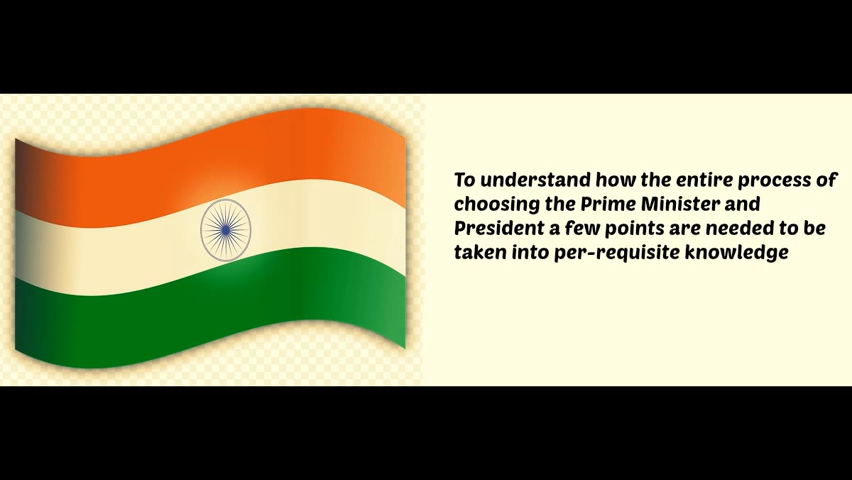 To understand how the entire process of
choosing the Prime Minister and
President a few points are needed to be
taken into per-requisite knowledge